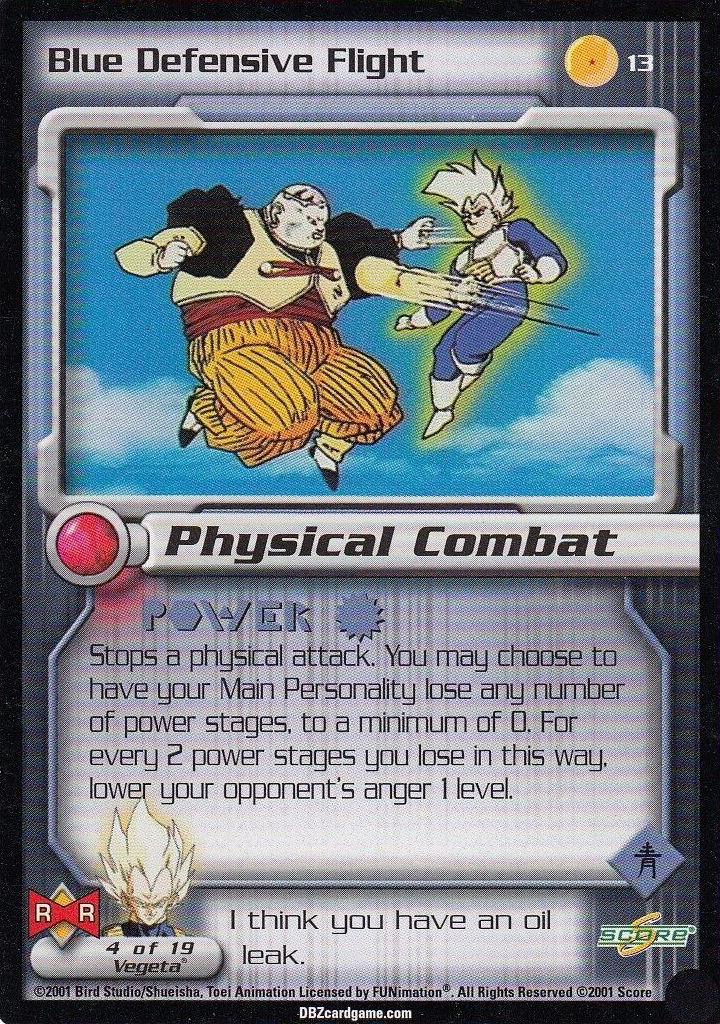 Blue Defensive Flight
13
Physical Combat
POWER
Stops a physical attack. You may choose to
have your Main Personality lose any number
of power stages, to a minimum of 0. For
every 2 power stages you lose in this way,
lower your opponent's anger 1 level.
青
R R
4 of 19
Vegeta®
I think you have an oil
leak.
SCORE®
©2001 Bird Studio/Shueisha, Toei Animation Licensed by FUNimation®. All Rights Reserved ©2001 Score
DBZcardgame.com